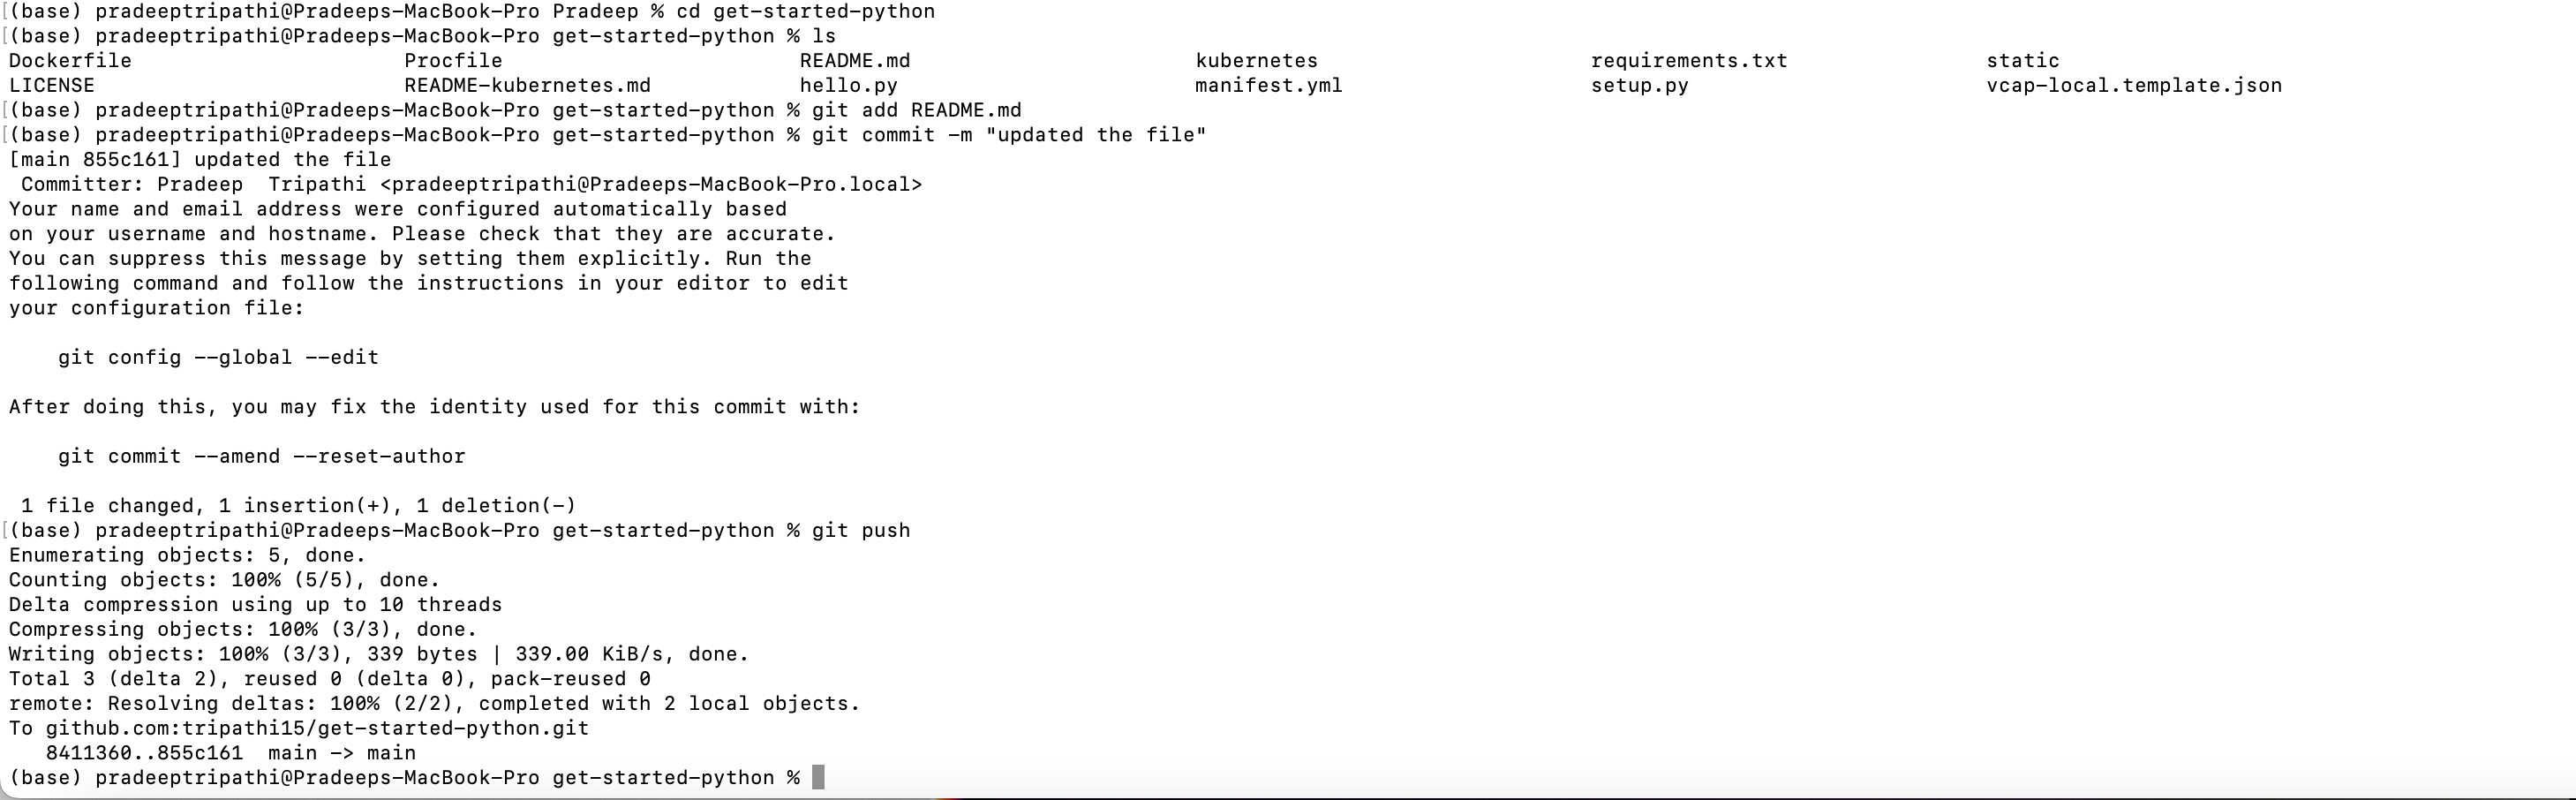 [(base) pradeeptripathi@Pradeeps-MacBook-Pro Pradeep % cd get-started-python
[(base) pradeeptripathi@Pradeeps-MacBook-Pro get-started-python % ls
Dockerfile Procfile README.md kubernetes requirements.txt static
LICENSE README-kubernetes.md hello.py manifest.yml setup.py vcap-local.template.json
[(base) pradeeptripathi@Pradeeps-MacBook-Pro get-started-python % git add README.md
[(base) pradeeptripathi@Pradeeps-MacBook-Pro get-started-python % git commit -m "updated the file"
[main 855c161] updated the file
 Committer: Pradeep  Tripathi <pradeeptripathi@Pradeeps-MacBook-Pro.local>
Your name and email address were configured automatically based
on your username and hostname. Please check that they are accurate.
You can suppress this message by setting them explicitly. Run the
following command and follow the instructions in your editor to edit
your configuration file:
    git config --global --edit
After doing this, you may fix the identity used for this commit with:
    git commit --amend --reset-author
 1 file changed, 1 insertion(+), 1 deletion(-)
[(base) pradeeptripathi@Pradeeps-MacBook-Pro get-started-python % git push
Enumerating objects: 5, done.
Counting objects: 100% (5/5), done.
Delta compression using up to 10 threads
Compressing objects: 100% (3/3), done.
Writing objects: 100% (3/3), 339 bytes | 339.00 KiB/s, done.
Total 3 (delta 2), reused 0 (delta 0), pack-reused 0
remote: Resolving deltas: 100% (2/2), completed with 2 local objects.
To github.com:tripathi15/get-started-python.git
   8411360..855c161  main -> main
(base) pradeeptripathi@Pradeeps-MacBook-Pro get-started-python %